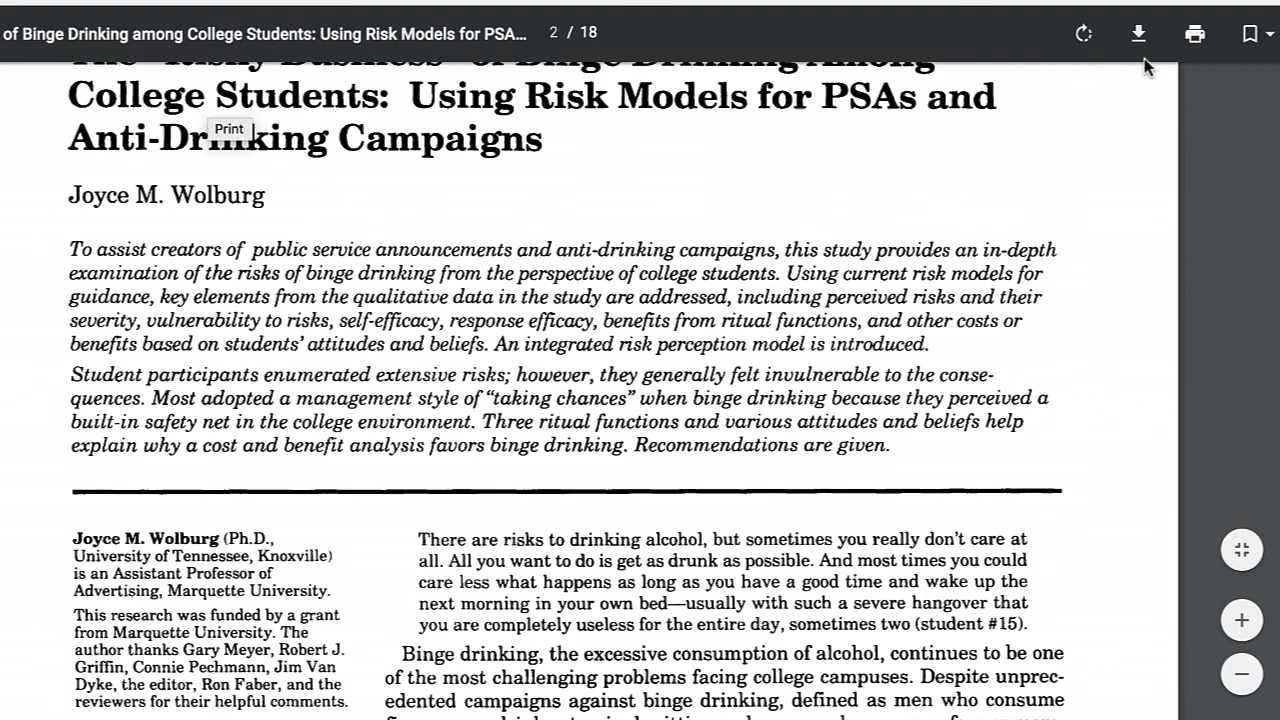 of Binge Drinking among College Students: Using Risk Models for PSA... 2 / 18
The "Risky Business" of Binge Drinking Among
College Students: Using Risk Models for PSAs and
Anti-Drinking Campaigns
Print
Joyce M. Wolburg
To assist creators of public service announcements and anti-drinking campaigns, this study provides an in-depth
examination of the risks of binge drinking from the perspective of college students. Using current risk models for
guidance, key elements from the qualitative data in the study are addressed, including perceived risks and their
severity, vulnerability to risks, self-efficacy, response efficacy, benefits from ritual functions, and other costs or
benefits based on students' attitudes and beliefs. An integrated risk perception model is introduced.
Student participants enumerated extensive risks; however, they generally felt invulnerable to the conse-
quences. Most adopted a management style of "taking chances" when binge drinking because they perceived a
built-in safety net in the college environment. Three ritual functions and various attitudes and beliefs help
explain why a cost and benefit analysis favors binge drinking. Recommendations are given.
Joyce M. Wolburg (Ph.D.,
University of Tennessee, Knoxville)
is an Assistant Professor of
Advertising, Marquette University.
This research was funded by a grant
from Marquette University. The
author thanks Gary Meyer, Robert J.
Griffin, Connie Pechmann, Jim Van
Dyke, the editor, Ron Faber, and the
reviewers for their helpful comments.
There are risks to drinking alcohol, but sometimes you really don't care at
all. All you want to do is get as drunk as possible. And most times you could
care less what happens as long as you have a good time and wake up the
next morning in your own bed—usually with such a severe hangover that
you are completely useless for the entire day, sometimes two (student #15).
Binge drinking, the excessive consumption of alcohol, continues to be one
of the most challenging problems facing college campuses. Despite unprec-
edented campaigns against binge drinking, defined as men who consume